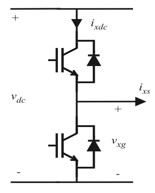 +
i_xdc
v_dc
i_xs
+
v_xg
-
-